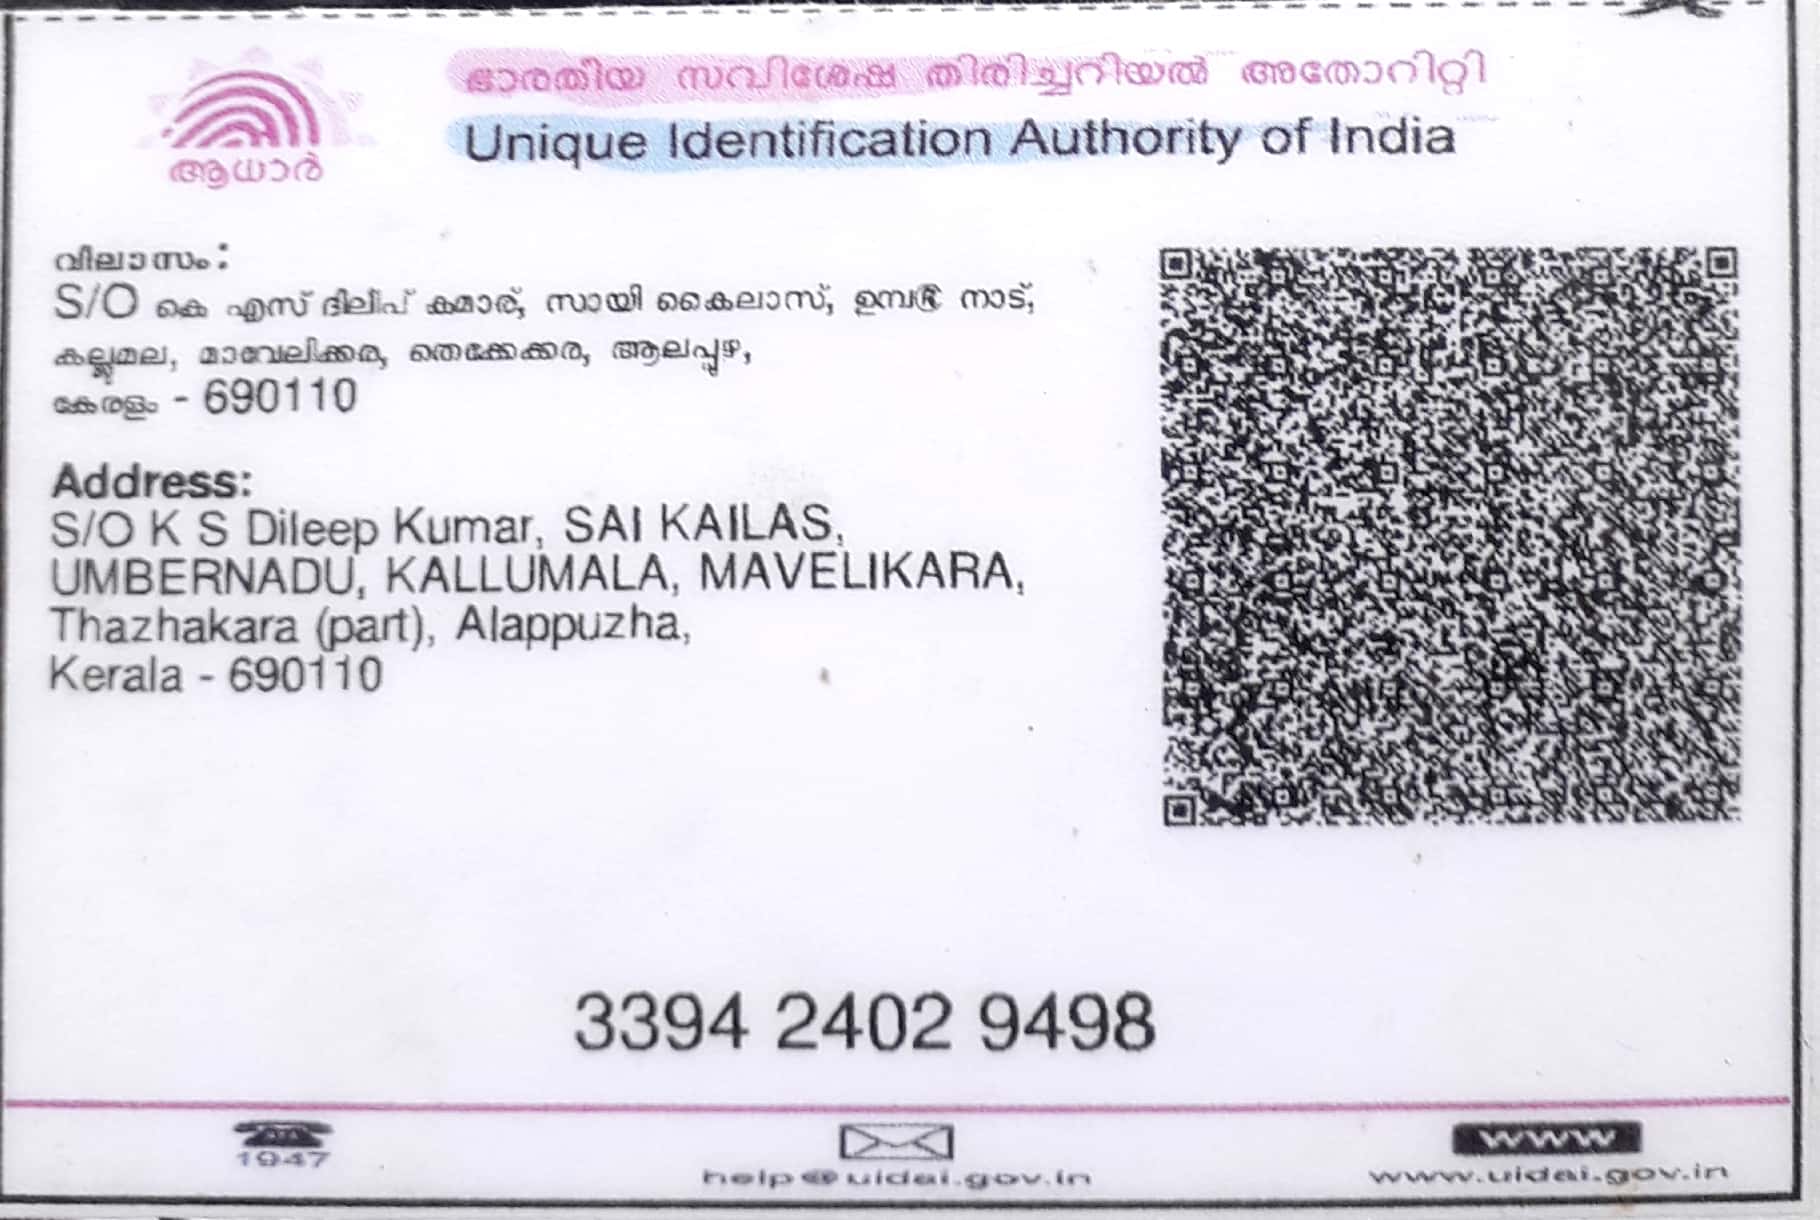 ഭാരതീയ സവിശേഷ തിരിച്ചറിയൽ അതോറിറ്റി
Unique Identification Authority of India
ആധാർ
വിലാസം:
S/O കെ എസ് ദിലീപ് കമാര്, സായി കൈലാസ്, നാട്,
കല്ലുമല, മാവേലിക്കര, തെക്കേക്കര, ആലപ്പുഴ,
കേരളം - 690110
Address:
S/O K S Dileep Kumar, SAI KAILAS,
UMBERNADU, KALLUMALA, MAVELIKARA,
Thazhakara (part), Alappuzha,
Kerala - 690110
3394 2402 9498
1947
help@uidai.gov.in
www
www.uidai.gov.in